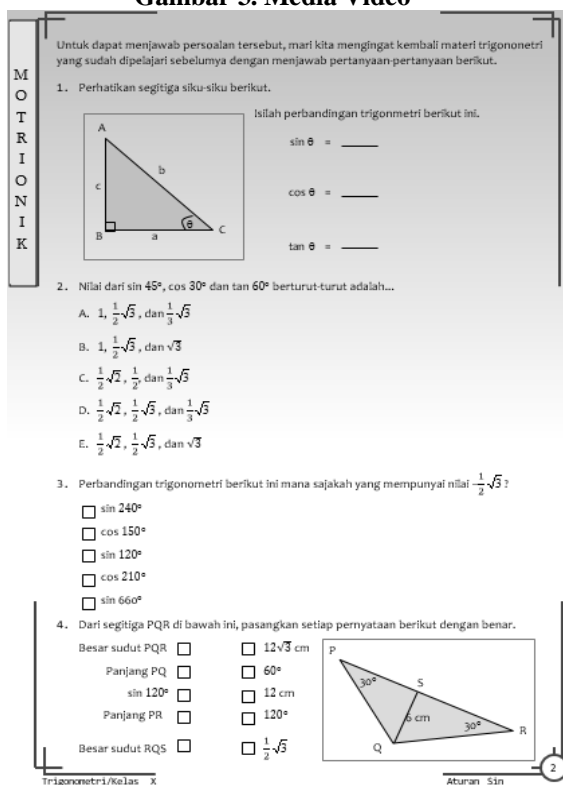 Gambar 3. Media Video
MOTRIONIK
Untuk dapat menjawab persoalan tersebut, mari kita mengingat kembali materi trigononetri
yang sudah dipelajari sebelumya dengan menjawab pertanyaan-pertanyaan berikut.
1. Perhatikan segitiga siku-siku berikut.
Isilah perbandingan trigonmetri berikut ini.
A
b
c
θ
B
a
C
sin θ = ______
cos θ = ______
tan θ = ______
2. Nilai dari sin 45°, cos 30° dan tan 60° berturut-turut adalah...
A. 1, 1/2√3, dan 1/3√3
B. 1, 1/2√3, dan √3
C. 1/2√2, 1/2, dan 1/3√3
D. 1/2√2, 1/2√3, dan 1/3√3
E. 1/2√2, 1/2√3, dan √3
3. Perbandingan trigonometri berikut ini mana sajakah yang mempunyai nilai -1/2√3?
□ sin 240°
□ cos 150°
□ sin 120°
□ cos 210°
□ sin 660°
4. Dari segitiga PQR di bawah ini, pasangkan setiap pernyataan berikut dengan benar.
Besar sudut PQR □ □ 12√3 cm
Panjang PQ □ □ 60°
sin 120° □ □ 12 cm
Panjang PR □ □ 120°
Besar sudut RQS □ □ 1/2√3
P
30°
S
6 cm
30°
R
Q
2
Trigonometri/Kelas X
Aturan Sin